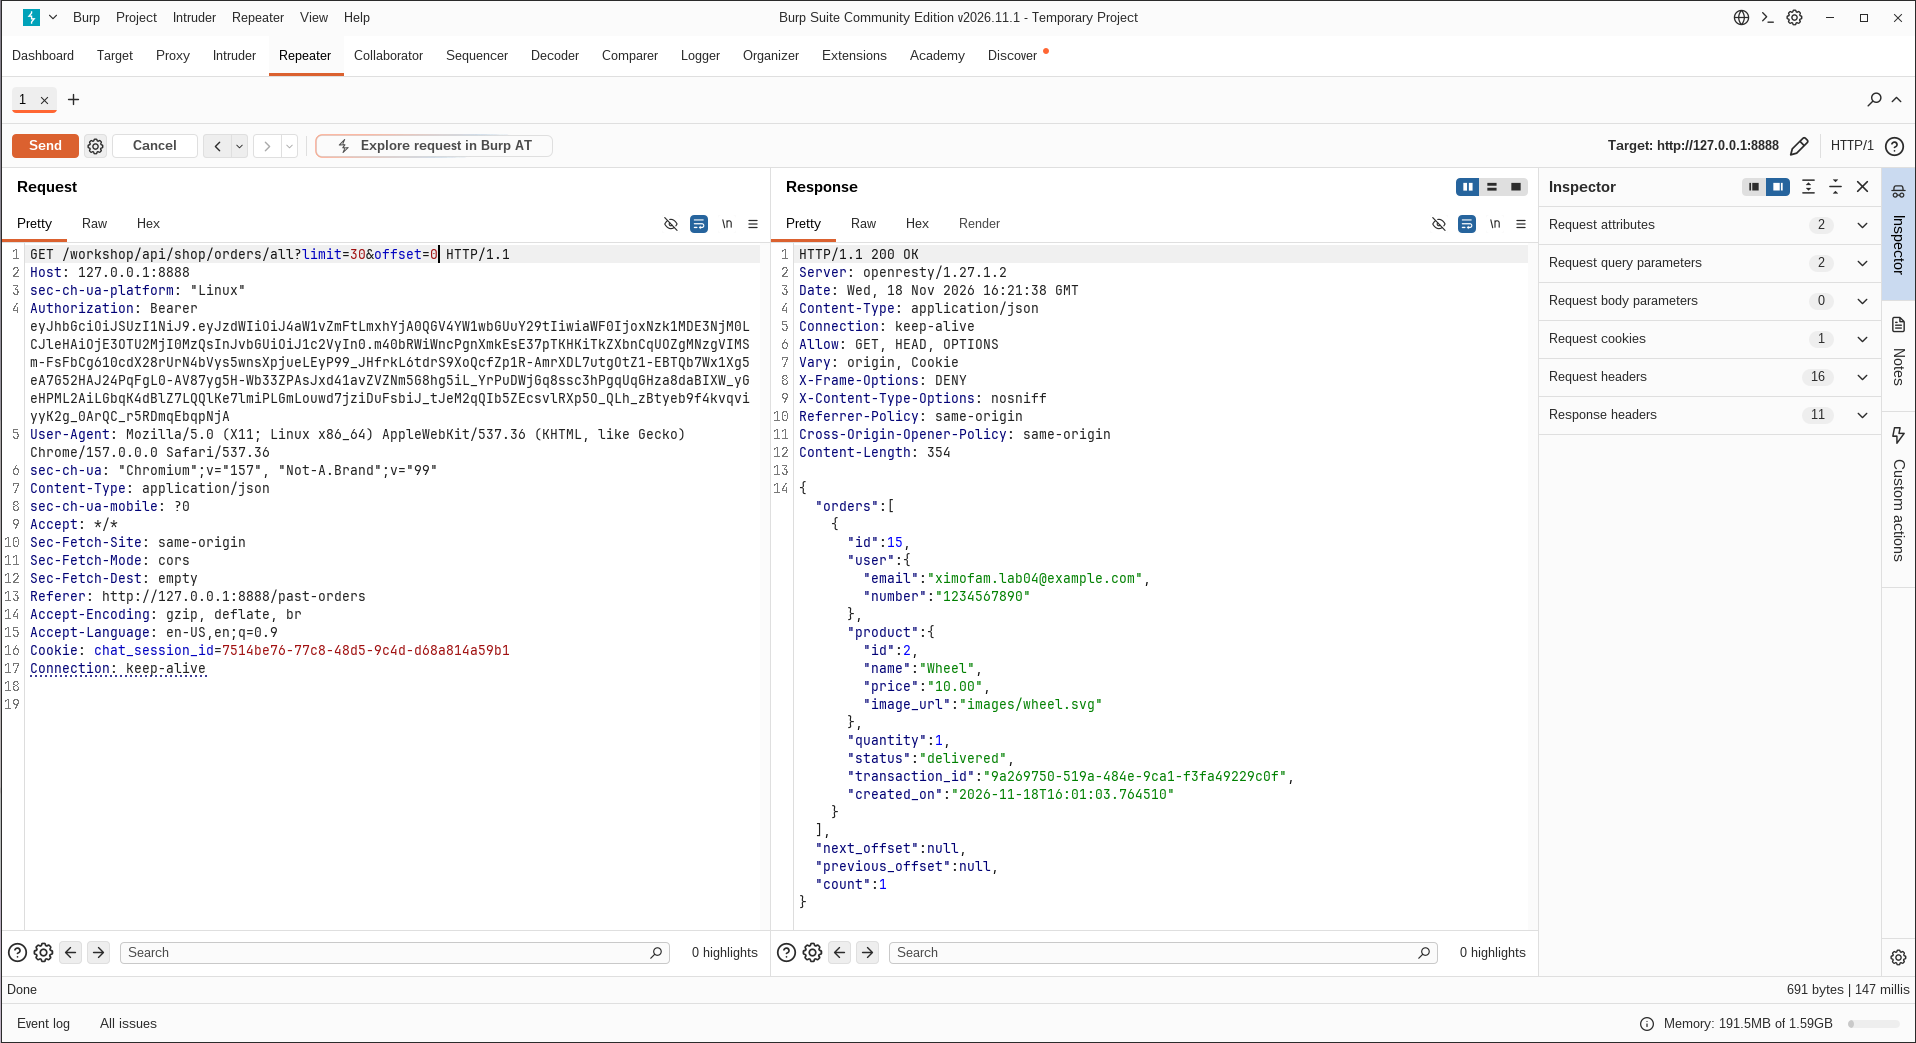 Burp Project Intruder Repeater View Help
Burp Suite Community Edition v2026.11.1 - Temporary Project
Dashboard Target Proxy Intruder Repeater Collaborator Sequencer Decoder Comparer Logger Organizer Extensions Academy Discover
1
Send Cancel Explore request in Burp AT
Target: http://127.0.0.1:8888 HTTP/1
Request
Pretty Raw Hex \n
1 GET /workshop/api/shop/orders/all?limit=30&offset=0 HTTP/1.1
2 Host: 127.0.0.1:8888
3 sec-ch-ua-platform: "Linux"
4 Authorization: Bearer
5 User-Agent: Mozilla/5.0 (X11; Linux x86_64) AppleWebKit/537.36 (KHTML, like Gecko)
Chrome/157.0.0.0 Safari/537.36
6 sec-ch-ua: "Chromium";v="157", "Not-A.Brand";v="99"
7 Content-Type: application/json
8 sec-ch-ua-mobile: ?0
9 Accept: */*
10 Sec-Fetch-Site: same-origin
11 Sec-Fetch-Mode: cors
12 Sec-Fetch-Dest: empty
13 Referer: http://127.0.0.1:8888/past-orders
14 Accept-Encoding: gzip, deflate, br
15 Accept-Language: en-US,en;q=0.9
16 Cookie: chat_session_id=7514be76-77c8-48d5-9c4d-d68a814a59b1
17 Connection: keep-alive
18
19
Search 0 highlights
Response
Pretty Raw Hex Render \n
1 HTTP/1.1 200 OK
2 Server: openresty/1.27.1.2
3 Date: Wed, 18 Nov 2026 16:21:38 GMT
4 Content-Type: application/json
5 Connection: keep-alive
6 Allow: GET, HEAD, OPTIONS
7 Vary: origin, Cookie
8 X-Frame-Options: DENY
9 X-Content-Type-Options: nosniff
10 Referrer-Policy: same-origin
11 Cross-Origin-Opener-Policy: same-origin
12 Content-Length: 354
13
14 {
"orders":[
{
"id":15,
"user":{
"email":"ximofam.lab04@example.com",
"number":"1234567890"
},
"product":{
"id":2,
"name":"Wheel",
"price":"10.00",
"image_url":"images/wheel.svg"
},
"quantity":1,
"status":"delivered",
"transaction_id":"9a269750-519a-484e-9ca1-f3fa49229c0f",
"created_on":"2026-11-18T16:01:03.764510"
}
],
"next_offset":null,
"previous_offset":null,
"count":1
}
Search 0 highlights
Inspector
Request attributes 2
Request query parameters 2
Request body parameters 0
Request cookies 1
Request headers 16
Response headers 11
Inspector
Notes
Custom actions
Done
691 bytes | 147 millis
Event log All issues
Memory: 191.5MB of 1.59GB